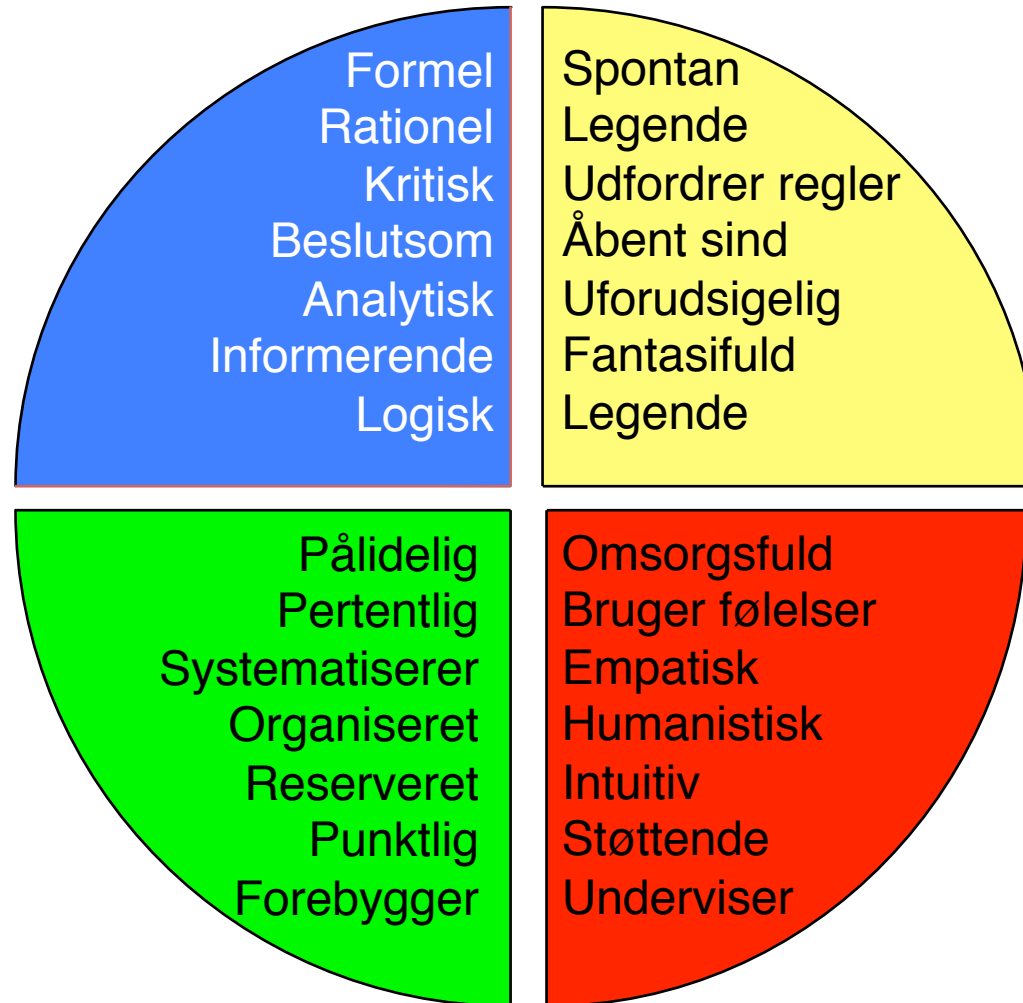 Formel
Rationel
Kritisk
Beslutsom
Analytisk
Informerende
Logisk
Spontan
Legende
Udfordrer regler
Åbent sind
Uforudsigelig
Fantasifuld
Legende
Pålidelig
Pertentlig
Systematiserer
Organiseret
Reserveret
Punktlig
Forebygger
Omsorgsfuld
Bruger følelser
Empatisk
Humanistisk
Intuitiv
Støttende
Underviser